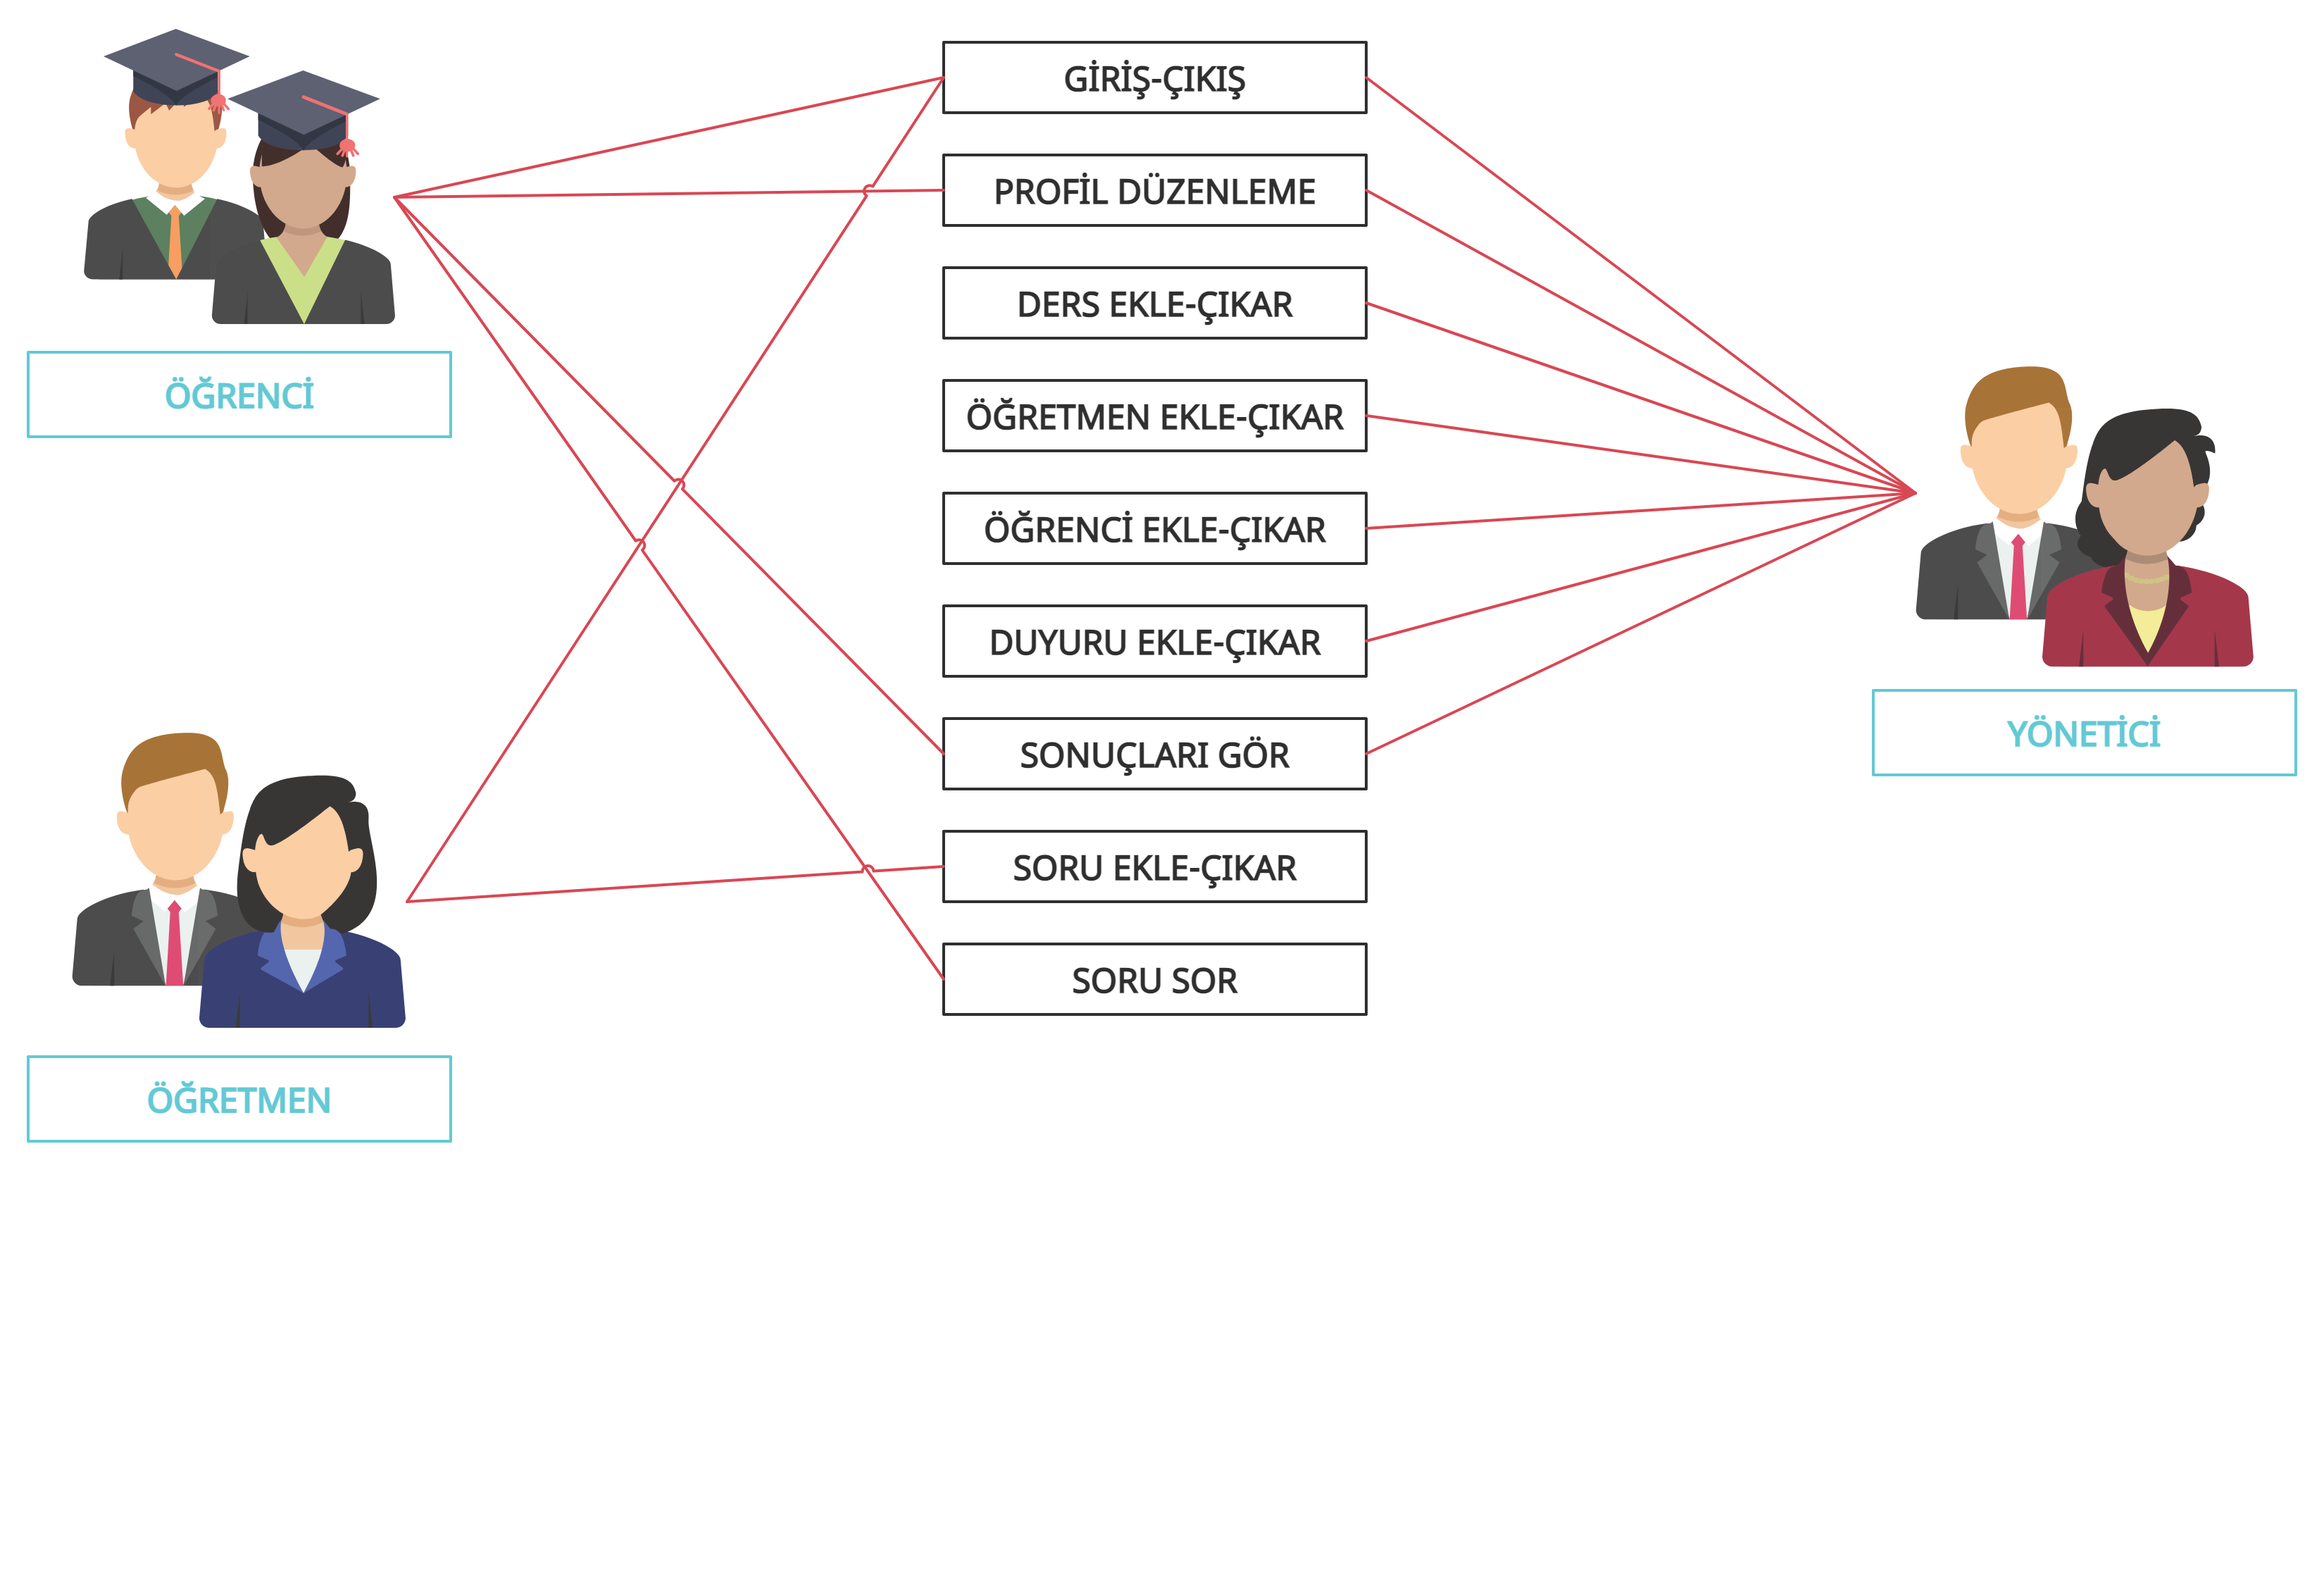 GİRİŞ-ÇIKIŞ
PROFİL DÜZENLEME
DERS EKLE-ÇIKAR
ÖĞRENCİ
ÖĞRETMEN EKLE-ÇIKAR
ÖĞRENCİ EKLE-ÇIKAR
DUYURU EKLE-ÇIKAR
YÖNETİCİ
SONUÇLARI GÖR
SORU EKLE-ÇIKAR
SORU SOR
ÖĞRETMEN